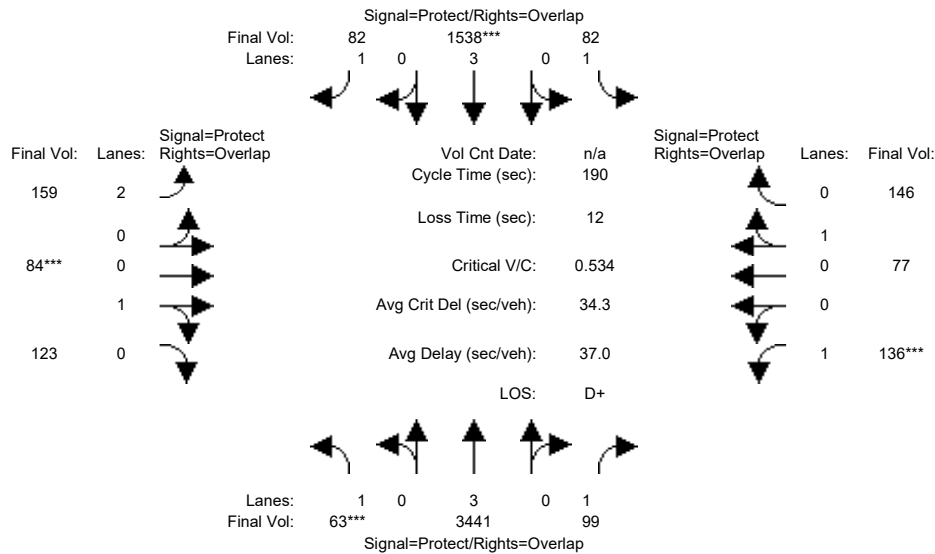 Signal=Protect/Rights=Overlap
Final Vol: 82 1538*** 82
Lanes: 1 0 3 0 1
Signal=Protect Signal=Protect
Final Vol: Lanes: Rights=Overlap Vol Cnt Date: n/a Rights=Overlap Lanes: Final Vol:
Cycle Time (sec): 190
159 2 0 146
Loss Time (sec): 12
0 1
84*** 0 Critical V/C: 0.534 0 77
1 Avg Crit Del (sec/veh): 34.3 0
123 0 Avg Delay (sec/veh): 37.0 1 136***
LOS: D+
Lanes: 1 0 3 0 1
Final Vol: 63*** 3441 99
Signal=Protect/Rights=Overlap